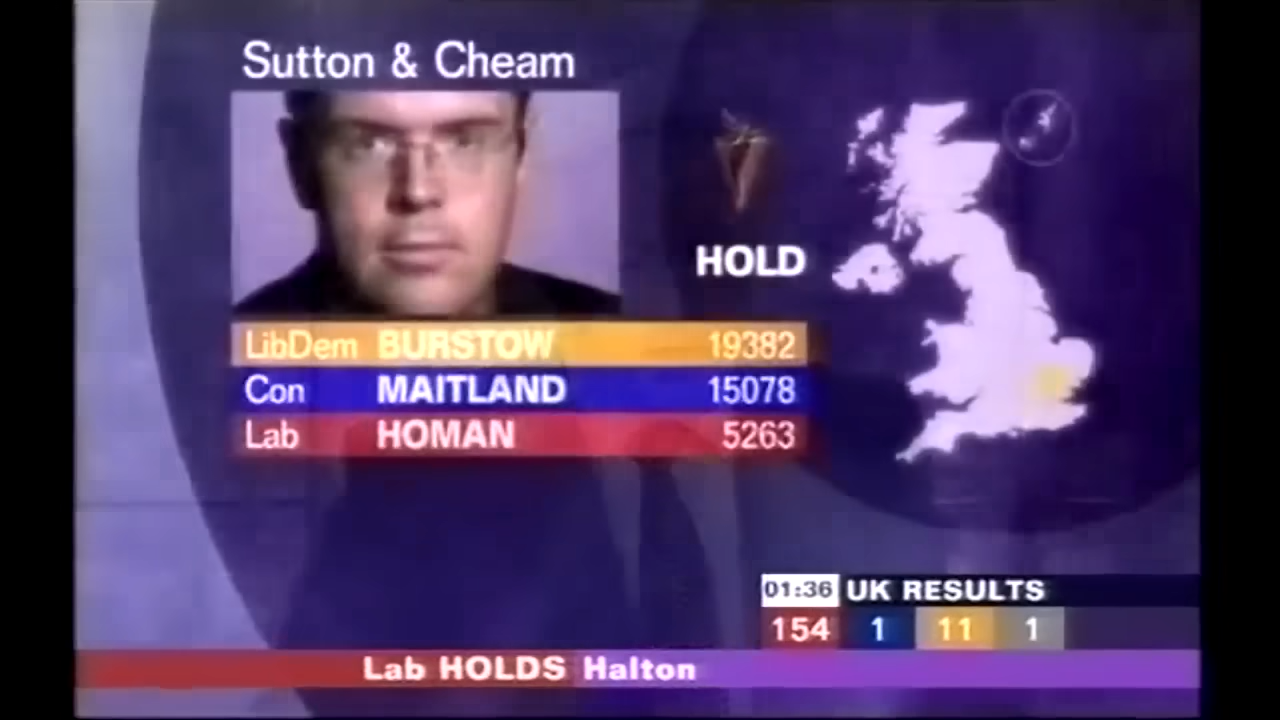 Sutton & Cheam
HOLD
LibDem BURSTOW 19382
Con MAITLAND 15078
Lab HOMAN 5263
01:36 UK RESULTS
154 1 11 1
Lab HOLDS Halton